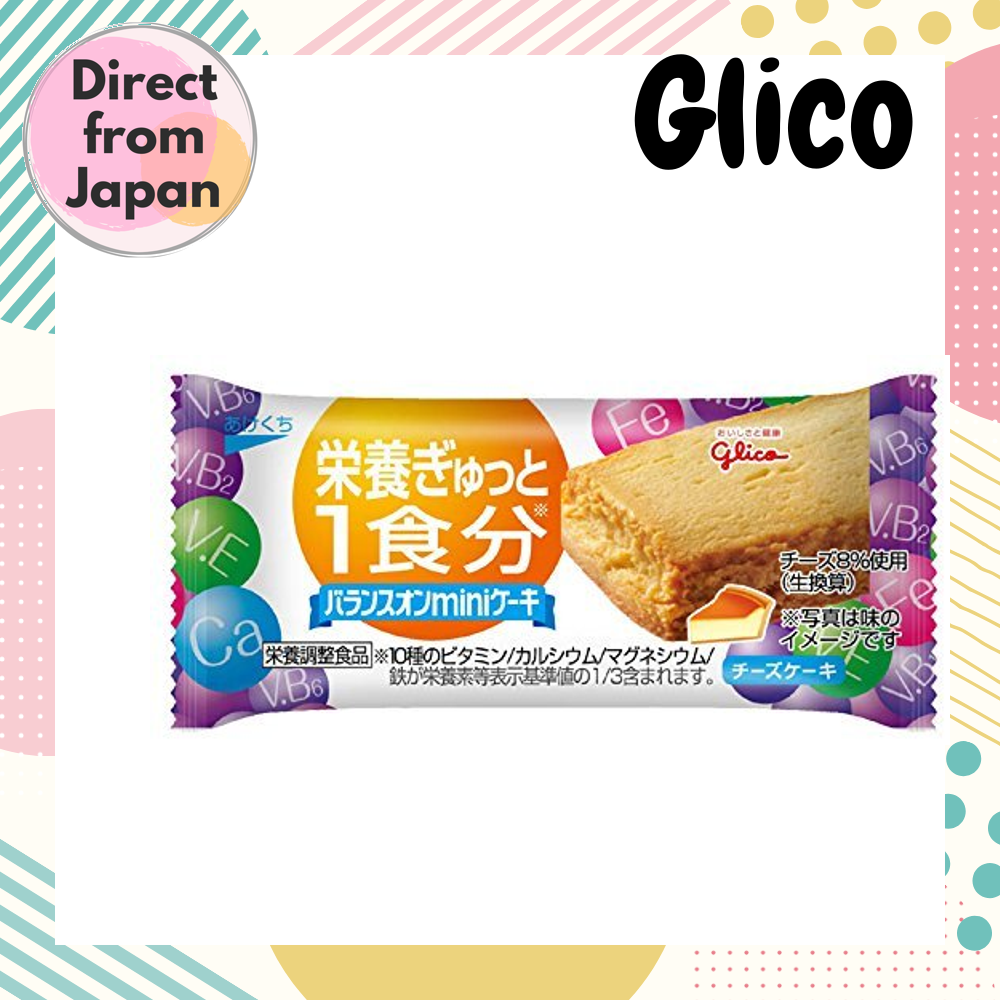 Direct
from
Japan
Glico
V.B6
あけくち
V.B2
V.E
Ca
V.B6
栄養ぎゅっと
1食分※
バランスオンminiケーキ
栄養調整食品
※10種のビタミン/カルシウム/マグネシウム/
鉄が栄養素等表示基準値の1/3含まれます。
Fe
V.B2
おいしさと健康
glico
V.B6
V.B2
チーズ8%使用
(生換算)
Fe
※写真は味の
イメージです
チーズケーキ